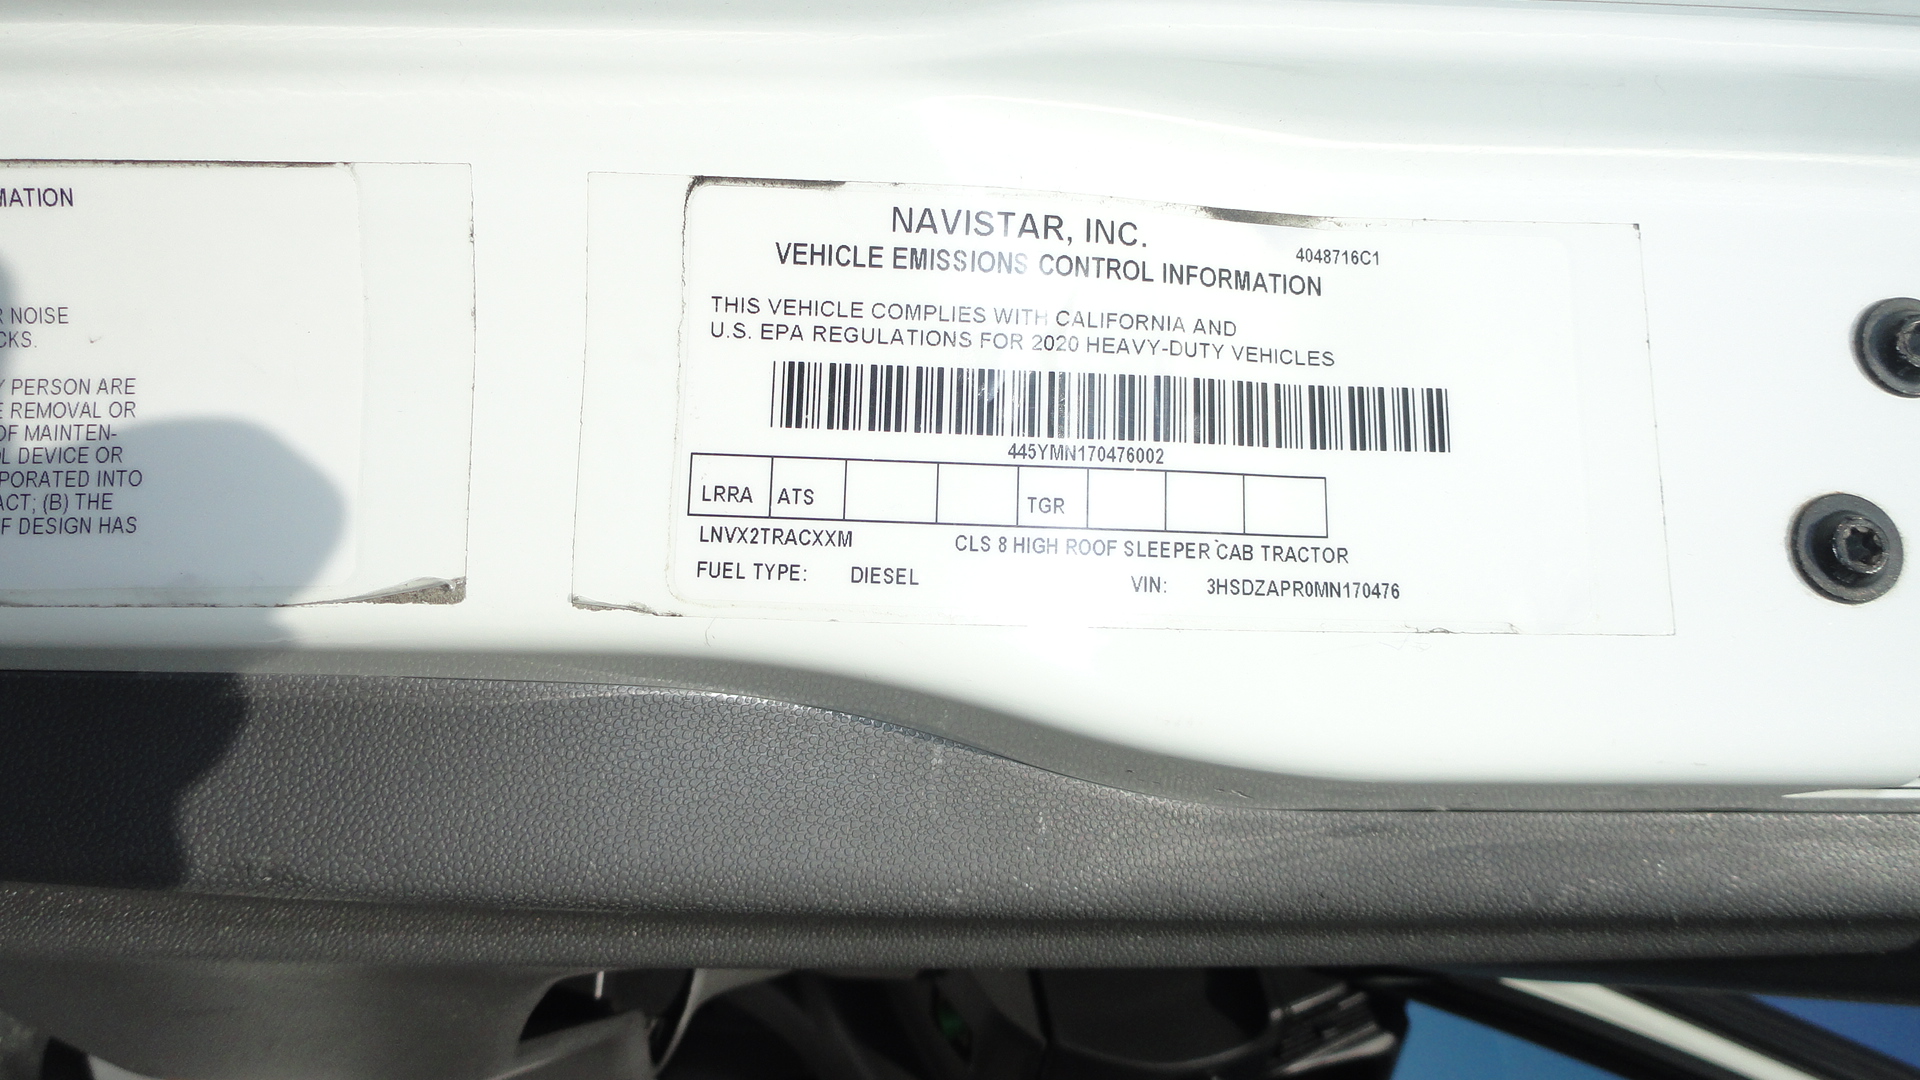 MATION
R NOISE
CKS.
Y PERSON ARE
E REMOVAL OR
OF MAINTEN-
L DEVICE OR
PORATED INTO
ACT; (B) THE
F DESIGN HAS
NAVISTAR, INC.
4048716C1
VEHICLE EMISSIONS CONTROL INFORMATION
THIS VEHICLE COMPLIES WITH CALIFORNIA AND
U.S. EPA REGULATIONS FOR 2020 HEAVY-DUTY VEHICLES
445YMN170476002
LRRA ATS TGR
LNVX2TRACXXM CLS 8 HIGH ROOF SLEEPER CAB TRACTOR
FUEL TYPE: DIESEL VIN: 3HSDZAPR0MN170476